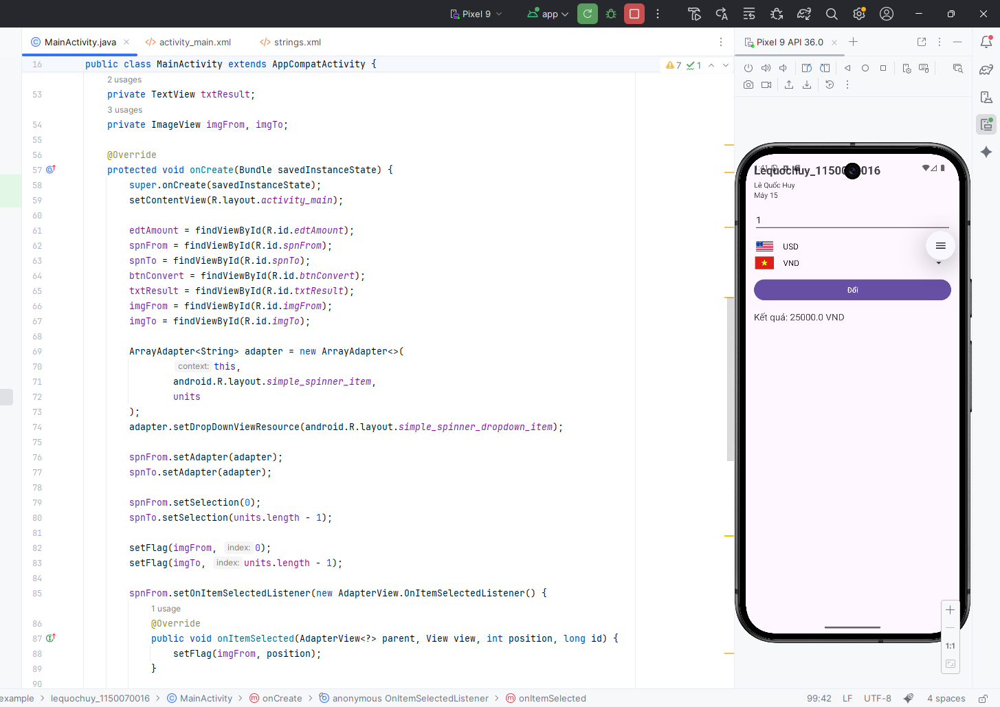 Pixel 9
app
MainActivity.java
activity_main.xml
strings.xml
Pixel 9 API 36.0
16 public class MainActivity extends AppCompatActivity {
7 1
2 usages
53 private TextView txtResult;
3 usages
54 private ImageView imgFrom, imgTo;
55
56 @Override
57 protected void onCreate(Bundle savedInstanceState) {
58 super.onCreate(savedInstanceState);
59 setContentView(R.layout.activity_main);
60
61 edtAmount = findViewById(R.id.edtAmount);
62 spnFrom = findViewById(R.id.spnFrom);
63 spnTo = findViewById(R.id.spnTo);
64 btnConvert = findViewById(R.id.btnConvert);
65 txtResult = findViewById(R.id.txtResult);
66 imgFrom = findViewById(R.id.imgFrom);
67 imgTo = findViewById(R.id.imgTo);
68
69 ArrayAdapter<String> adapter = new ArrayAdapter<>(
70 context: this,
71 android.R.layout.simple_spinner_item,
72 units
73 );
74 adapter.setDropDownViewResource(android.R.layout.simple_spinner_dropdown_item);
75
76 spnFrom.setAdapter(adapter);
77 spnTo.setAdapter(adapter);
78
79 spnFrom.setSelection(0);
80 spnTo.setSelection(units.length - 1);
81
82 setFlag(imgFrom, index: 0);
83 setFlag(imgTo, index: units.length - 1);
84
85 spnFrom.setOnItemSelectedListener(new AdapterView.OnItemSelectedListener() {
1 usage
86 @Override
87 public void onItemSelected(AdapterView<?> parent, View view, int position, long id) {
88 setFlag(imgFrom, position);
89 }
90
Lequochuy_1150070016
Lê Quốc Huy
Máy 15
1
USD
VND
Đổi
Kết quả: 25000.0 VND
1:1
example > lequochuy_1150070016 > MainActivity > onCreate > anonymous OnItemSelectedListener > onItemSelected
99:42 LF UTF-8 4 spaces